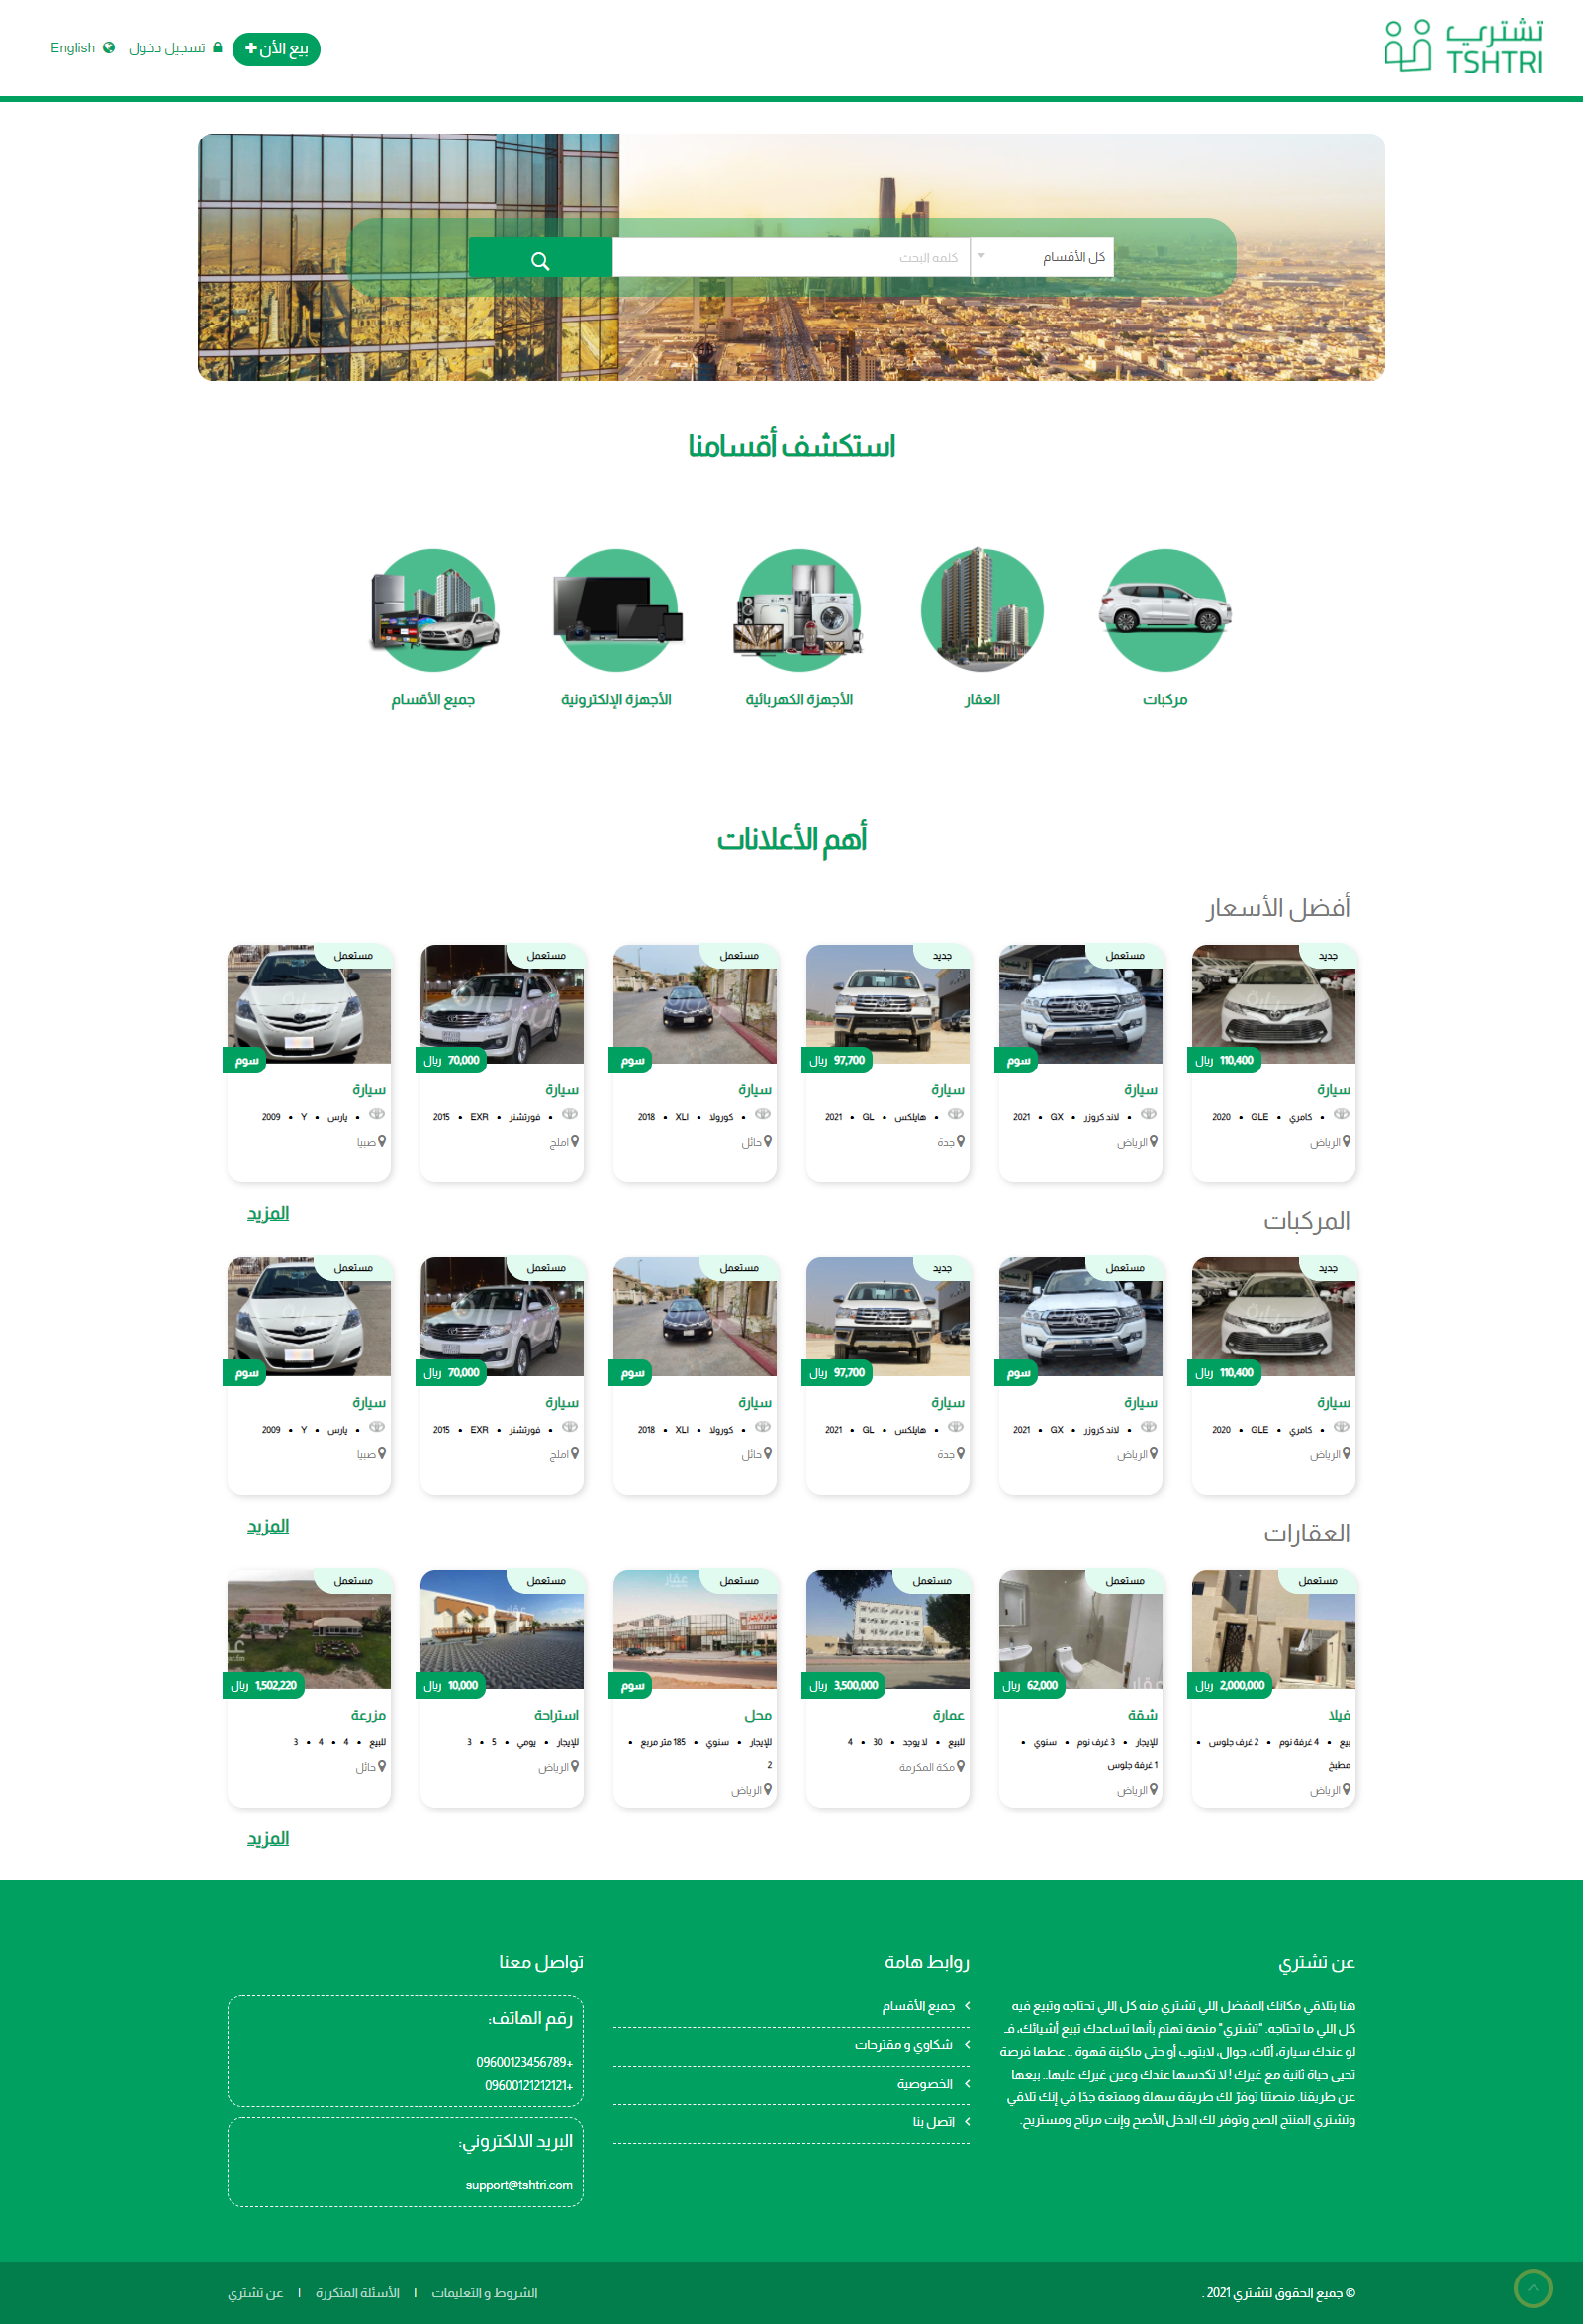 تشتري
TSHTRI
بيع الأن
تسجيل دخول
English
كل الأقسام
كلمه البحث
استكشف أقسامنا
مركبات
العقار
الأجهزة الكهربائية
الأجهزة الإلكترونية
جميع الأقسام
أهم الأعلانات
أفضل الأسعار
جديد
110,400 ريال
سيارة
• كامري • GLE • 2020
الرياض
مستعمل
سوم
سيارة
• لاند كروزر • GX • 2021
الرياض
جديد
97,700 ريال
سيارة
• هايلكس • GL • 2021
جدة
مستعمل
سوم
سيارة
• كورولا • XLI • 2018
حائل
مستعمل
70,000 ريال
سيارة
• فورتشنر • EXR • 2015
املج
مستعمل
سوم
سيارة
• يارس • Y • 2009
صبيا
المزيد
المركبات
جديد
110,400 ريال
سيارة
• كامري • GLE • 2020
الرياض
مستعمل
سوم
سيارة
• لاند كروزر • GX • 2021
الرياض
جديد
97,700 ريال
سيارة
• هايلكس • GL • 2021
جدة
مستعمل
سوم
سيارة
• كورولا • XLI • 2018
حائل
مستعمل
70,000 ريال
سيارة
• فورتشنر • EXR • 2015
املج
مستعمل
سوم
سيارة
• يارس • Y • 2009
صبيا
المزيد
العقارات
مستعمل
2,000,000 ريال
فيلا
بيع • 4 غرفة نوم • 2 غرف جلوس •
مطبخ
الرياض
مستعمل
عقار
62,000 ريال
شقة
للإيجار • 3 غرف نوم • سنوي •
1 غرفة جلوس
الرياض
مستعمل
3,500,000 ريال
عمارة
للبيع • لا يوجد • 30 • 4
مكة المكرمة
مستعمل
عقار
سوم
محل
للإيجار • سنوي • 185 متر مربع •
2
الرياض
مستعمل
عقار
10,000 ريال
استراحة
للإيجار • يومي • 5 • 3
الرياض
مستعمل
1,502,220 ريال
مزرعة
للبيع • 4 • 4 • 3
حائل
المزيد
عن تشتري
هنا بتلاقي مكانك المفضل اللي تشتري منه كل اللي تحتاجه وتبيع فيه
كل اللي ما تحتاجه. "تشتري" منصة تهتم بأنها تساعدك تبيع أشيائك، فـ
لو عندك سيارة، أثاث، جوال، لابتوب أو حتى ماكينة قهوة .. عطها فرصة
تحيى حياة ثانية مع غيرك ! لا تكدسها عندك وعين غيرك عليها.. بيعها
عن طريقنا. منصتنا توفرّ لك طريقة سهلة وممتعة جدًا في إنك تلاقي
وتشتري المنتج الصح وتوفر لك الدخل الأصح وإنت مرتاح ومستريح.
روابط هامة
جميع الأقسام
شكاوي و مقترحات
الخصوصية
اتصل بنا
تواصل معنا
رقم الهاتف:
+09600123456789
+09600121212121
البريد الالكتروني:
support@tshtri.com
© جميع الحقوق لتشتري 2021 .
الشروط و التعليمات | الأسئلة المتكررة | عن تشتري